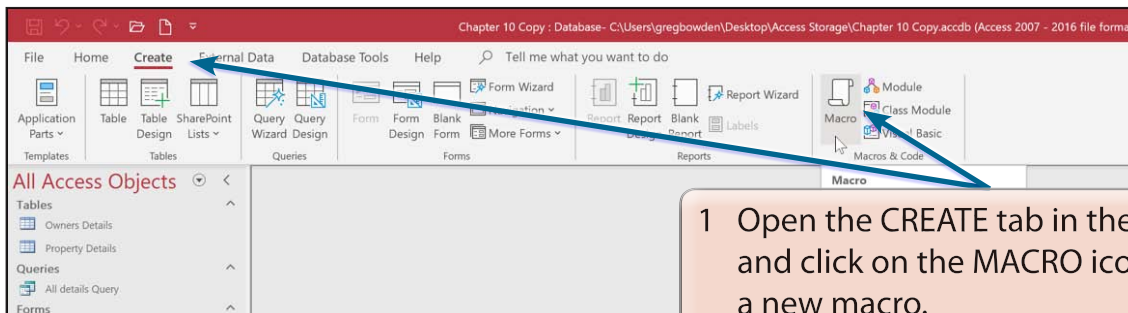 Chapter 10 Copy : Database- C:\Users\gregbowden\Desktop\Access Storage\Chapter 10 Copy.accdb (Access 2007 - 2016 file forma
File Home Create External Data Database Tools Help Tell me what you want to do
Application Parts
Table
Table Design
SharePoint Lists
Query Wizard
Query Design
Form
Form Design
Blank Form
Form Wizard
Navigation
More Forms
Report
Report Design
Blank Report
Report Wizard
Labels
Macro
Module
Class Module
Visual Basic
Templates Tables Queries Forms Reports Macros & Code
All Access Objects
Macro
Tables
Owners Details
Property Details
Queries
All details Query
Forms
1 Open the CREATE tab in the
and click on the MACRO ico
a new macro.